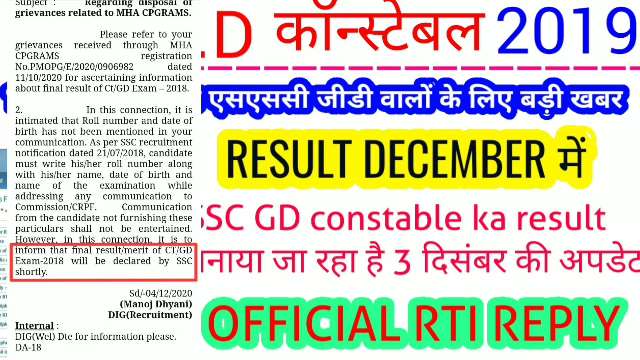 Subject : Regarding disposal of
grievances related to MHA CPGRAMS.
Please refer to your
grievances received through MHA
CPGRAMS registration
No.PMOPG/E/2020/0906982 dated
11/10/2020 for ascertaining information
about final result of Ct/GD Exam – 2018.
2. In this connection, it is
intimated that Roll number and date of
birth has not been mentioned in your
communication. As per SSC recruitment
notification dated 21/07/2018, candidate
must write his/her roll number along
with his/her name, date of birth and
name of the examination while
addressing any communication to
Commission/CRPF. Communication
from the candidate not furnishing these
particulars shall not be entertained.
However, in this connection, it is to
inform that final result/merit of Ct/GD
Exam-2018 will be declared by SSC
shortly.
Sd/-04/12/2020
(Manoj Dhyani)
DIG(Recruitment)
Internal :
DIG(Wel) Dte for information please.
DA-18
.D कॉन्स्टेबल 2019
एसएससी जीडी वालों के लिए बड़ी खबर
RESULT DECEMBER में
SSC GD constable ka result
नाया जा रहा है 3 दिसंबर की अपडेट
OFFICIAL RTI REPLY